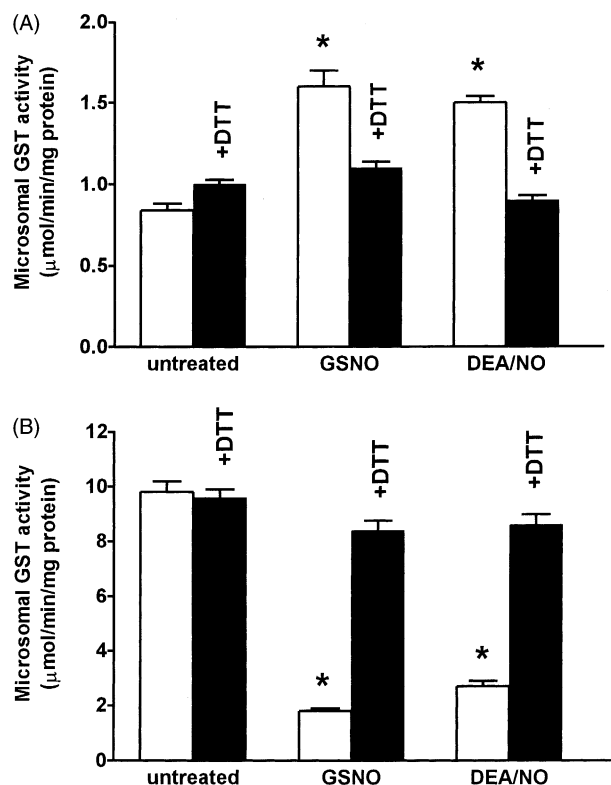 (A)
Microsomal GST activity
(μmol/min/mg protein)
2.0
1.5
1.0
0.5
0.0
+DTT
*
+DTT
*
+DTT
untreated
GSNO
DEA/NO
(B)
Microsomal GST activity
(μmol/min/mg protein)
12
10
8
6
4
2
0
+DTT
*
+DTT
*
+DTT
untreated
GSNO
DEA/NO